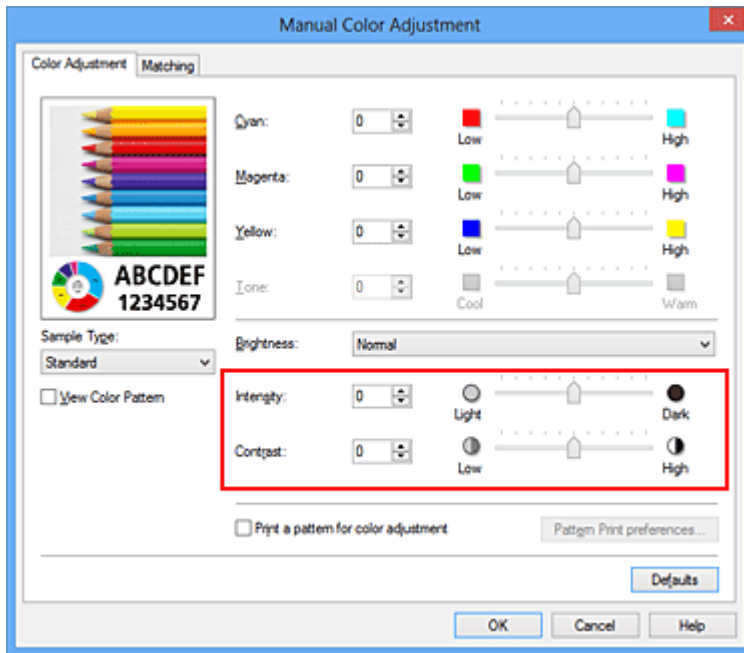 Manual Color Adjustment
Color Adjustment Matching
Cyan: 0 Low High
Magenta: 0 Low High
Yellow: 0 Low High
Tone: 0 Cool Warm
ABCDEF
1234567
Sample Type:
Standard
View Color Pattern
Brightness: Normal
Intensity: 0 Light Dark
Contrast: 0 Low High
Print a pattern for color adjustment Pattern Print preferences...
Defaults
OK Cancel Help